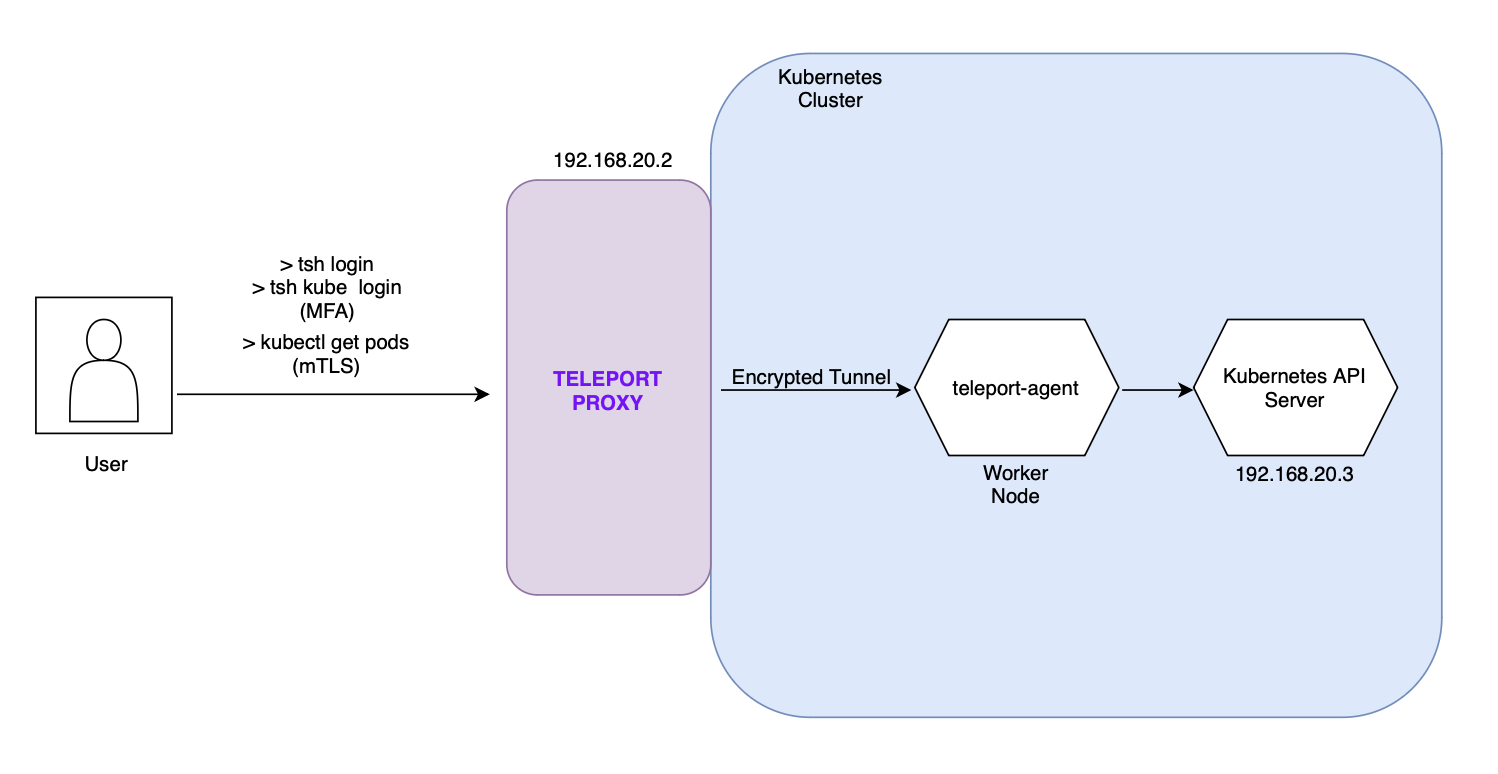 Kubernetes
Cluster
192.168.20.2
> tsh login
> tsh kube  login
(MFA)
> kubectl get pods
(mTLS)
User
TELEPORT
PROXY
Encrypted Tunnel
teleport-agent
Worker
Node
Kubernetes API
Server
192.168.20.3